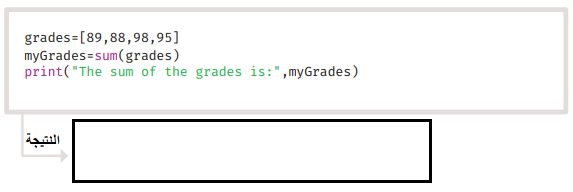 grades=[89,88,98,95]
myGrades=sum(grades)
print("The sum of the grades is:",myGrades)
النتيجة